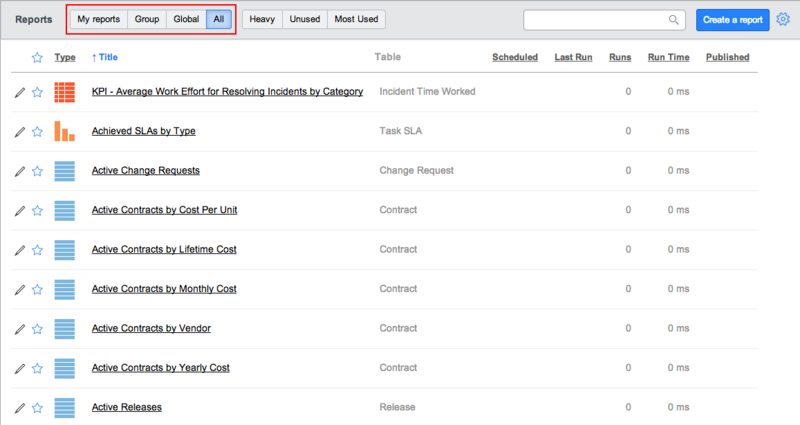 Reports My reports Group Global All Heavy Unused Most Used Create a report
Type ↑ Title Table Scheduled Last Run Runs Run Time Published
KPI - Average Work Effort for Resolving Incidents by Category Incident Time Worked 0 0 ms
Achieved SLAs by Type Task SLA 0 0 ms
Active Change Requests Change Request 0 0 ms
Active Contracts by Cost Per Unit Contract 0 0 ms
Active Contracts by Lifetime Cost Contract 0 0 ms
Active Contracts by Monthly Cost Contract 0 0 ms
Active Contracts by Vendor Contract 0 0 ms
Active Contracts by Yearly Cost Contract 0 0 ms
Active Releases Release 0 0 ms